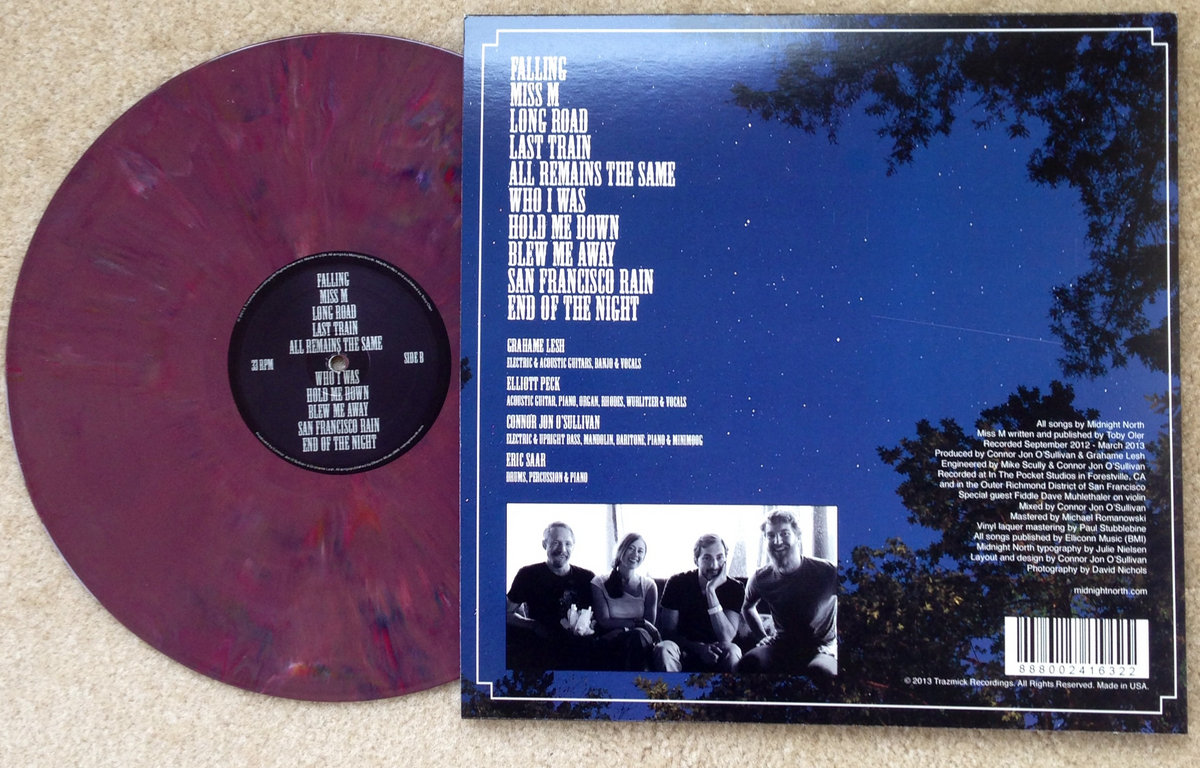 FALLING
MISS M
LONG ROAD
LAST TRAIN
ALL REMAINS THE SAME
33 RPM
SIDE B
WHO I WAS
HOLD ME DOWN
BLEW ME AWAY
SAN FRANCISCO RAIN
END OF THE NIGHT
FALLING
MISS M
LONG ROAD
LAST TRAIN
ALL REMAINS THE SAME
WHO I WAS
HOLD ME DOWN
BLEW ME AWAY
SAN FRANCISCO RAIN
END OF THE NIGHT
GRAHAME LESH
ELECTRIC & ACOUSTIC GUITARS, BANJO & VOCALS
ELLIOTT PECK
ACOUSTIC GUITAR, PIANO, ORGAN, RHODES, WURLITZER & VOCALS
CONNOR JON O'SULLIVAN
ELECTRIC & UPRIGHT BASS, MANDOLIN, BARITONE, PIANO & MINIMOOG
ERIC SAAR
DRUMS, PERCUSSION & PIANO
All songs by Midnight North
Miss M written and published by Toby Oler
Recorded September 2012 - March 2013
Produced by Connor Jon O'Sullivan & Grahame Lesh
Engineered by Mike Scully & Connor Jon O'Sullivan
Recorded at In The Pocket Studios in Forestville, CA
and in the Outer Richmond District of San Francisco
Special guest Fiddle Dave Muhlethaler on violin
Mixed by Connor Jon O'Sullivan
Mastered by Michael Romanowski
Vinyl laquer mastering by Paul Stubblebine
All songs published by Elliconn Music (BMI)
Midnight North typography by Julie Nielsen
Layout and design by Connor Jon O'Sullivan
Photography by David Nichols
midnightnorth.com
888002416322
© 2013 Trazmick Recordings. All Rights Reserved. Made in USA.